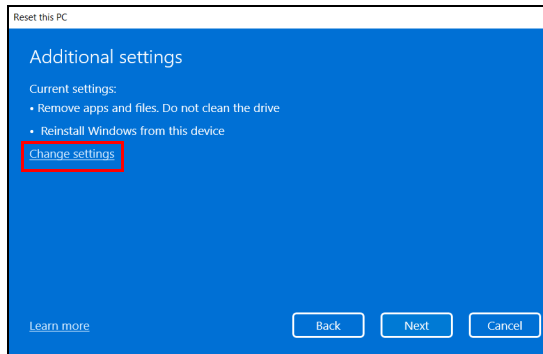 Reset this PC
Additional settings
Current settings:
• Remove apps and files. Do not clean the drive
• Reinstall Windows from this device
Change settings
Learn more
Back
Next
Cancel